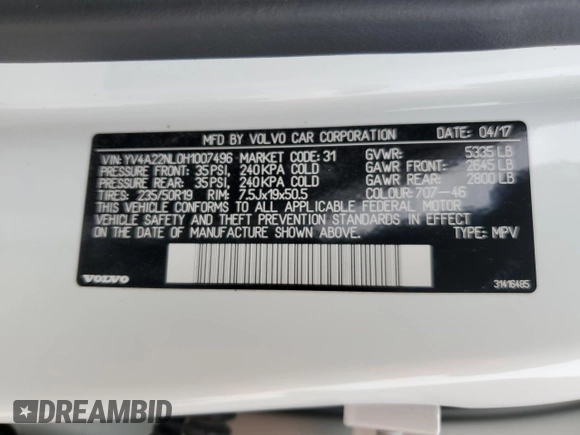 MFD BY VOLVO CAR CORPORATION DATE: 04/17
VIN: YV4A22NL0H1007496 MARKET CODE: 31 GVWR: 5335 LB
PRESSURE FRONT: 35 PSI, 240 KPA COLD GAWR FRONT: 2645 LB
PRESSURE REAR: 35 PSI, 240 KPA COLD GAWR REAR: 2800 LB
TIRES: 235/50R19 RIM: 7.5Jx19x50.5 COLOUR: 707-46
THIS VEHICLE CONFORMS TO ALL APPLICABLE FEDERAL MOTOR
VEHICLE SAFETY AND THEFT PREVENTION STANDARDS IN EFFECT
ON THE DATE OF MANUFACTURE SHOWN ABOVE. TYPE: MPV
VOLVO 31416485
DREAMBID